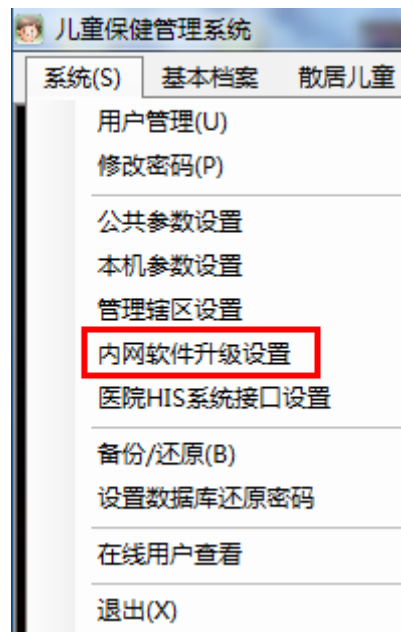 儿童保健管理系统
系统(S) 基本档案 散居儿童
用户管理(U)
修改密码(P)
公共参数设置
本机参数设置
管理辖区设置
内网软件升级设置
医院HIS系统接口设置
备份/还原(B)
设置数据库还原密码
在线用户查看
退出(X)